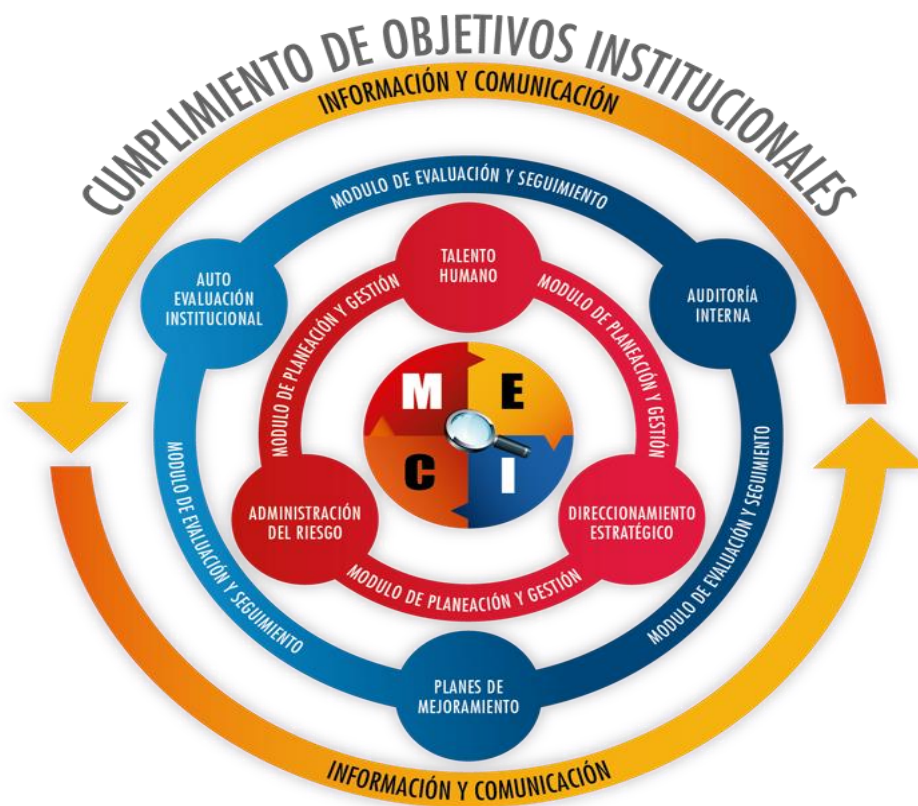 CUMPLIMIENTO DE OBJETIVOS INSTITUCIONALES
INFORMACIÓN Y COMUNICACIÓN
MODULO DE EVALUACIÓN Y SEGUIMIENTO
AUTO
EVALUACIÓN
INSTITUCIONAL
TALENTO
HUMANO
AUDITORÍA
INTERNA
MODULO DE PLANEACIÓN Y GESTIÓN
MODULO DE PLANEACIÓN Y GESTIÓN
M E
C I
ADMINISTRACIÓN
DEL RIESGO
DIRECCIONAMIENTO
ESTRATÉGICO
MODULO DE PLANEACIÓN Y GESTIÓN
MODULO DE EVALUACIÓN Y SEGUIMIENTO
MODULO DE EVALUACIÓN Y SEGUIMIENTO
PLANES DE
MEJORAMIENTO
INFORMACIÓN Y COMUNICACIÓN